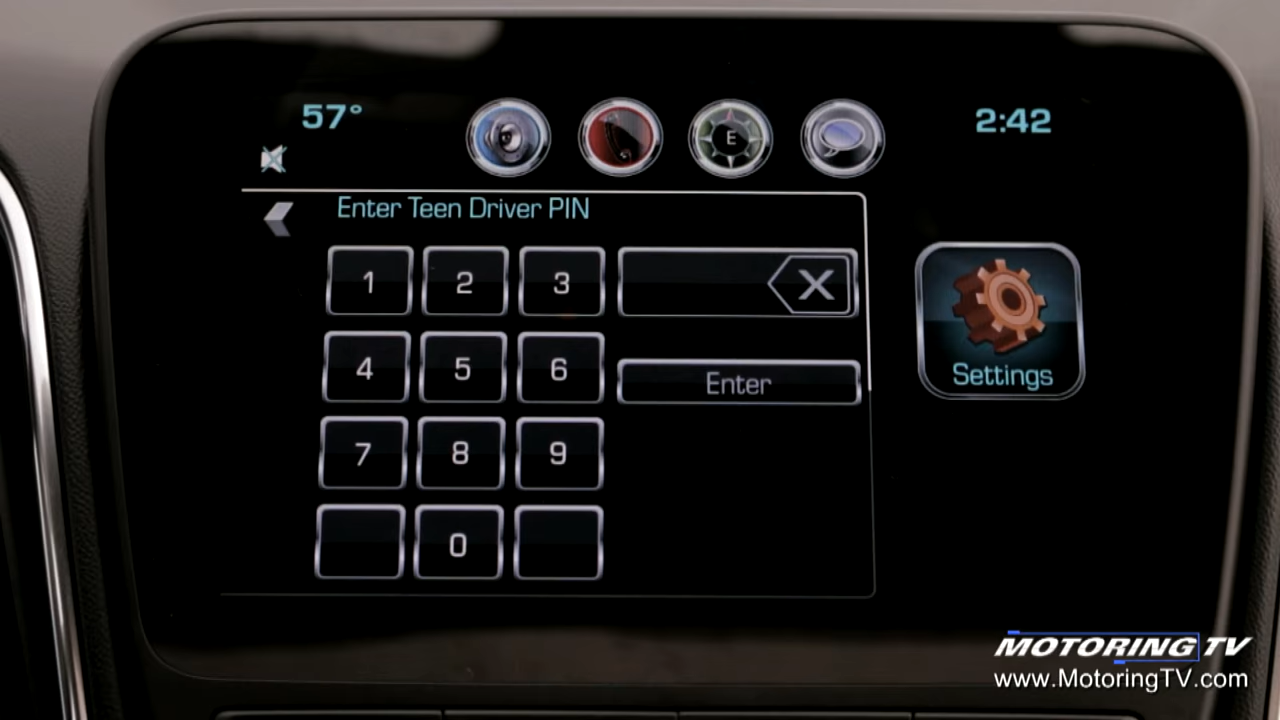 57°
E
2:42
Enter Teen Driver PIN
1 2 3
4 5 6
Enter
Settings
7 8 9
0
MOTORING TV
www.MotoringTV.com